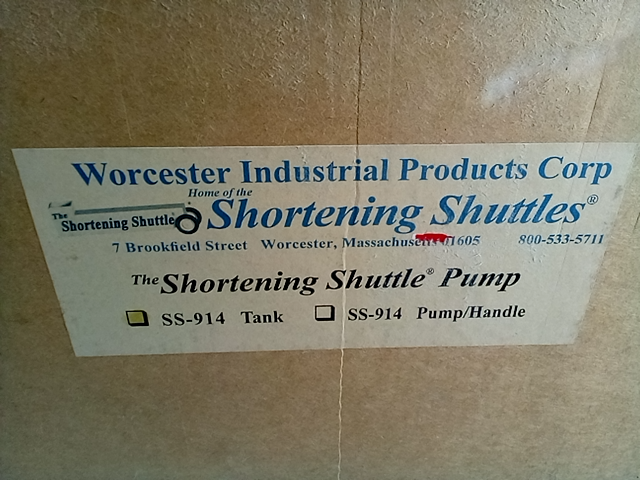 Worcester Industrial Products Corp
Home of the
The Shortening Shuttle
Shortening Shuttles®
7 Brookfield Street Worcester, Massachusetts 01605 800-533-5711
The Shortening Shuttle® Pump
SS-914 Tank SS-914 Pump/Handle